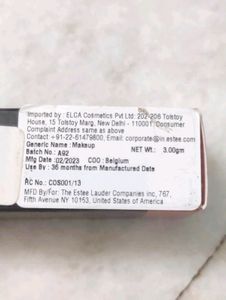 Imported by : ELCA Cosmetics Pvt Ltd: 202-206 Tolstoy
House, 15 Tolstoy Marg, New Delhi - 110001. Consumer
Complaint Address same as above,
Contact : +91-22-61479800, Email: corporate@in.estee.com
Generic Name : Makeup
Batch No : A92 Net Wt.: 3.00gm
Mfg Date : 02/2023 COO : Belgium
Use By : 36 months from Manufactured Date
RC No : COS001/13
MFD By/For: The Estee Lauder Companies inc, 767,
Fifth Avenue NY 10153, United States of America